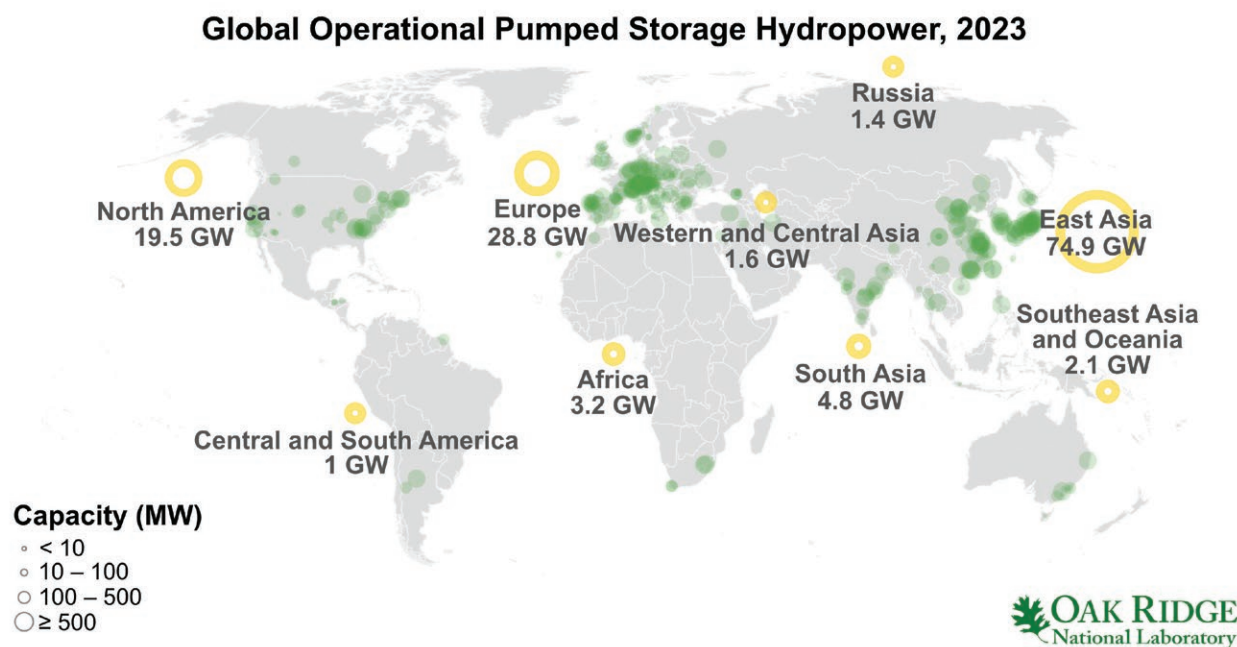 Global Operational Pumped Storage Hydropower, 2023
Russia
1.4 GW
North America
19.5 GW
Europe
28.8 GW
Western and Central Asia
1.6 GW
East Asia
74.9 GW
Southeast Asia
and Oceania
2.1 GW
Africa
3.2 GW
South Asia
4.8 GW
Central and South America
1 GW
Capacity (MW)
< 10
10 – 100
100 – 500
≥ 500
OAK RIDGE
National Laboratory